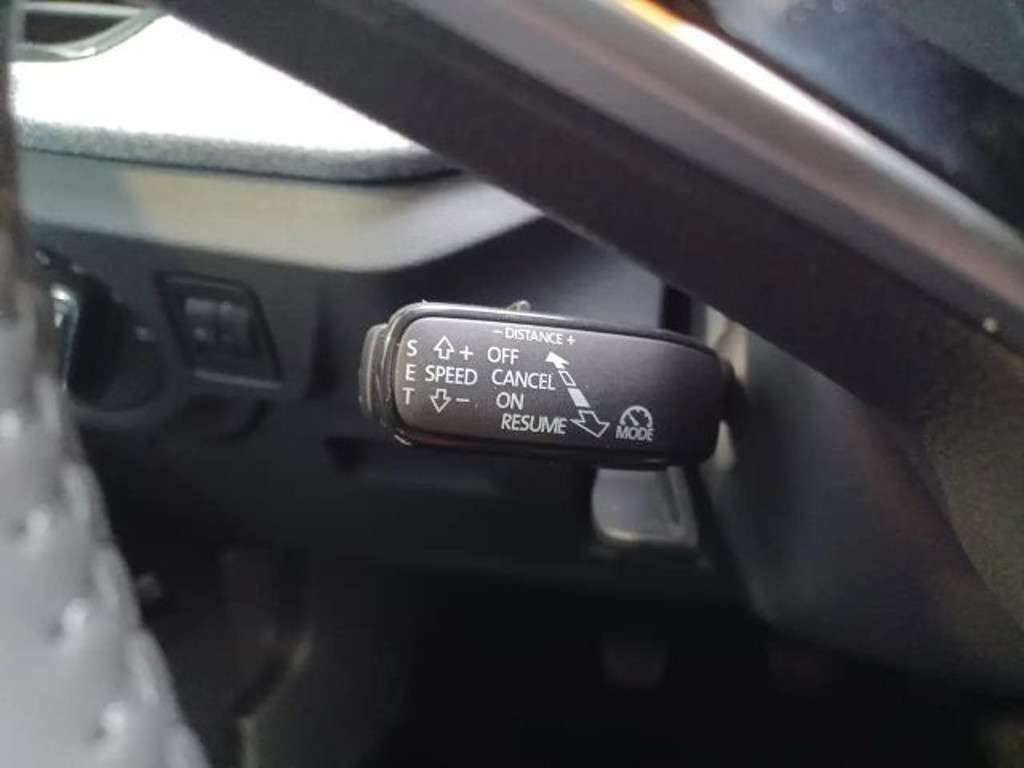 − DISTANCE +
S ⇧ + OFF
E SPEED CANCEL
T ⇩ − ON
RESUME
MODE